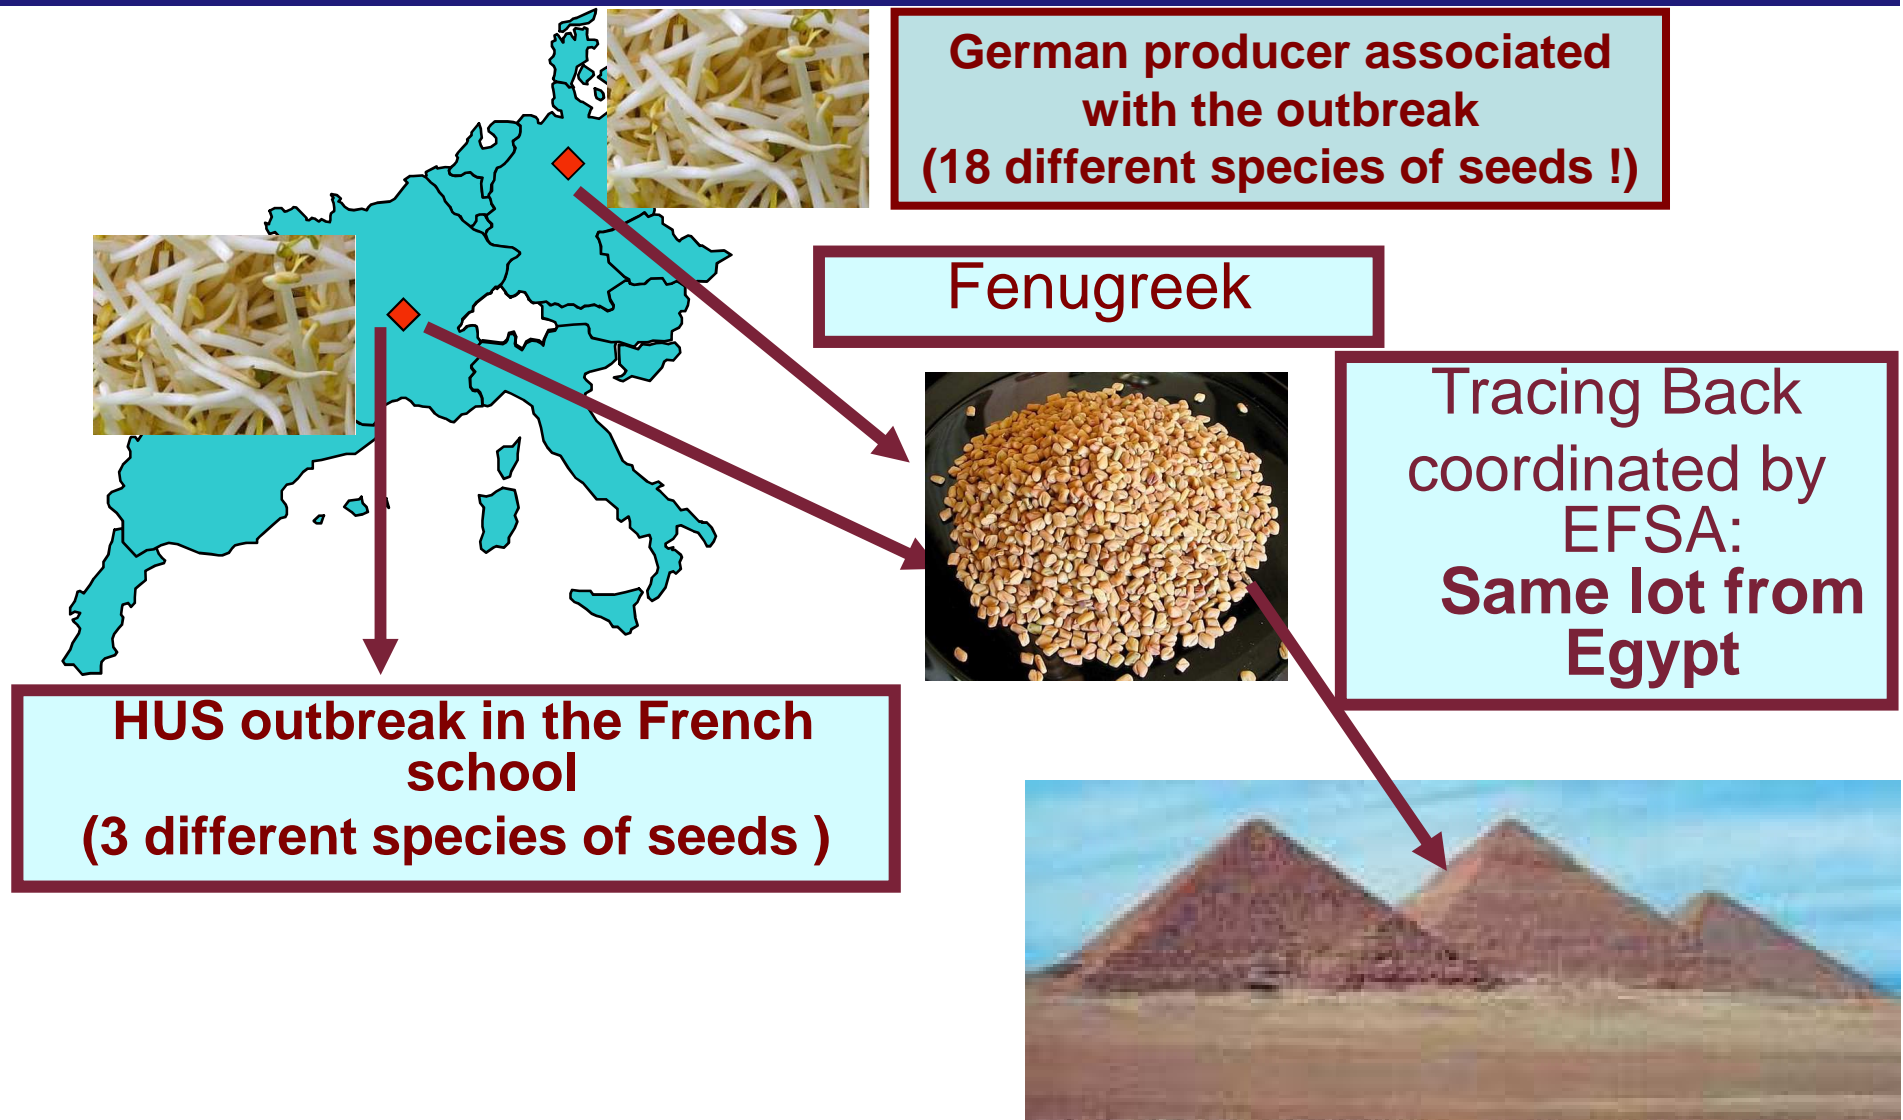 German producer associated
with the outbreak
(18 different species of seeds !)
Fenugreek
Tracing Back
coordinated by
EFSA:
Same lot from
Egypt
HUS outbreak in the French
school
(3 different species of seeds )